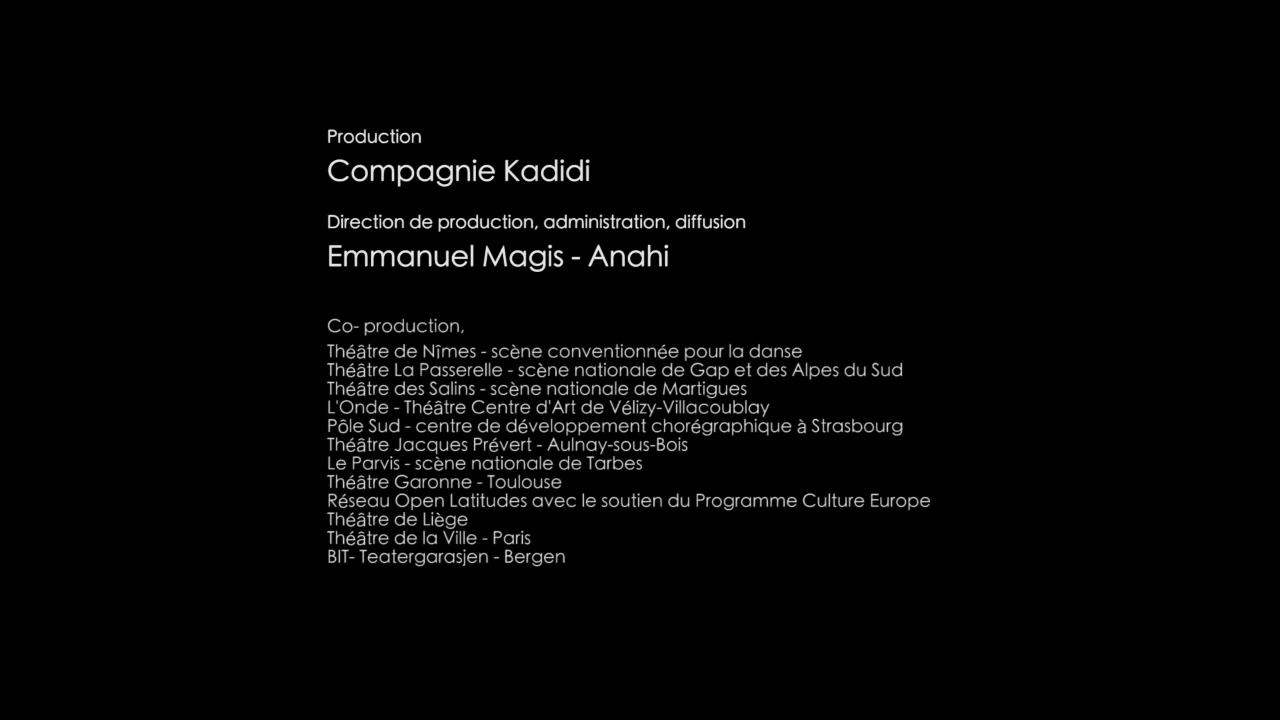 Production
Compagnie Kadidi
Direction de production, administration, diffusion
Emmanuel Magis - Anahi
Co- production,
Théâtre de Nîmes - scène conventionnée pour la danse
Théâtre La Passerelle - scène nationale de Gap et des Alpes du Sud
Théâtre des Salins - scène nationale de Martigues
L'Onde - Théâtre Centre d'Art de Vélizy-Villacoublay
Pôle Sud - centre de développement chorégraphique à Strasbourg
Théâtre Jacques Prévert - Aulnay-sous-Bois
Le Parvis - scène nationale de Tarbes
Théâtre Garonne - Toulouse
Réseau Open Latitudes avec le soutien du Programme Culture Europe
Théâtre de Liège
Théâtre de la Ville - Paris
BIT- Teatergarasjen - Bergen